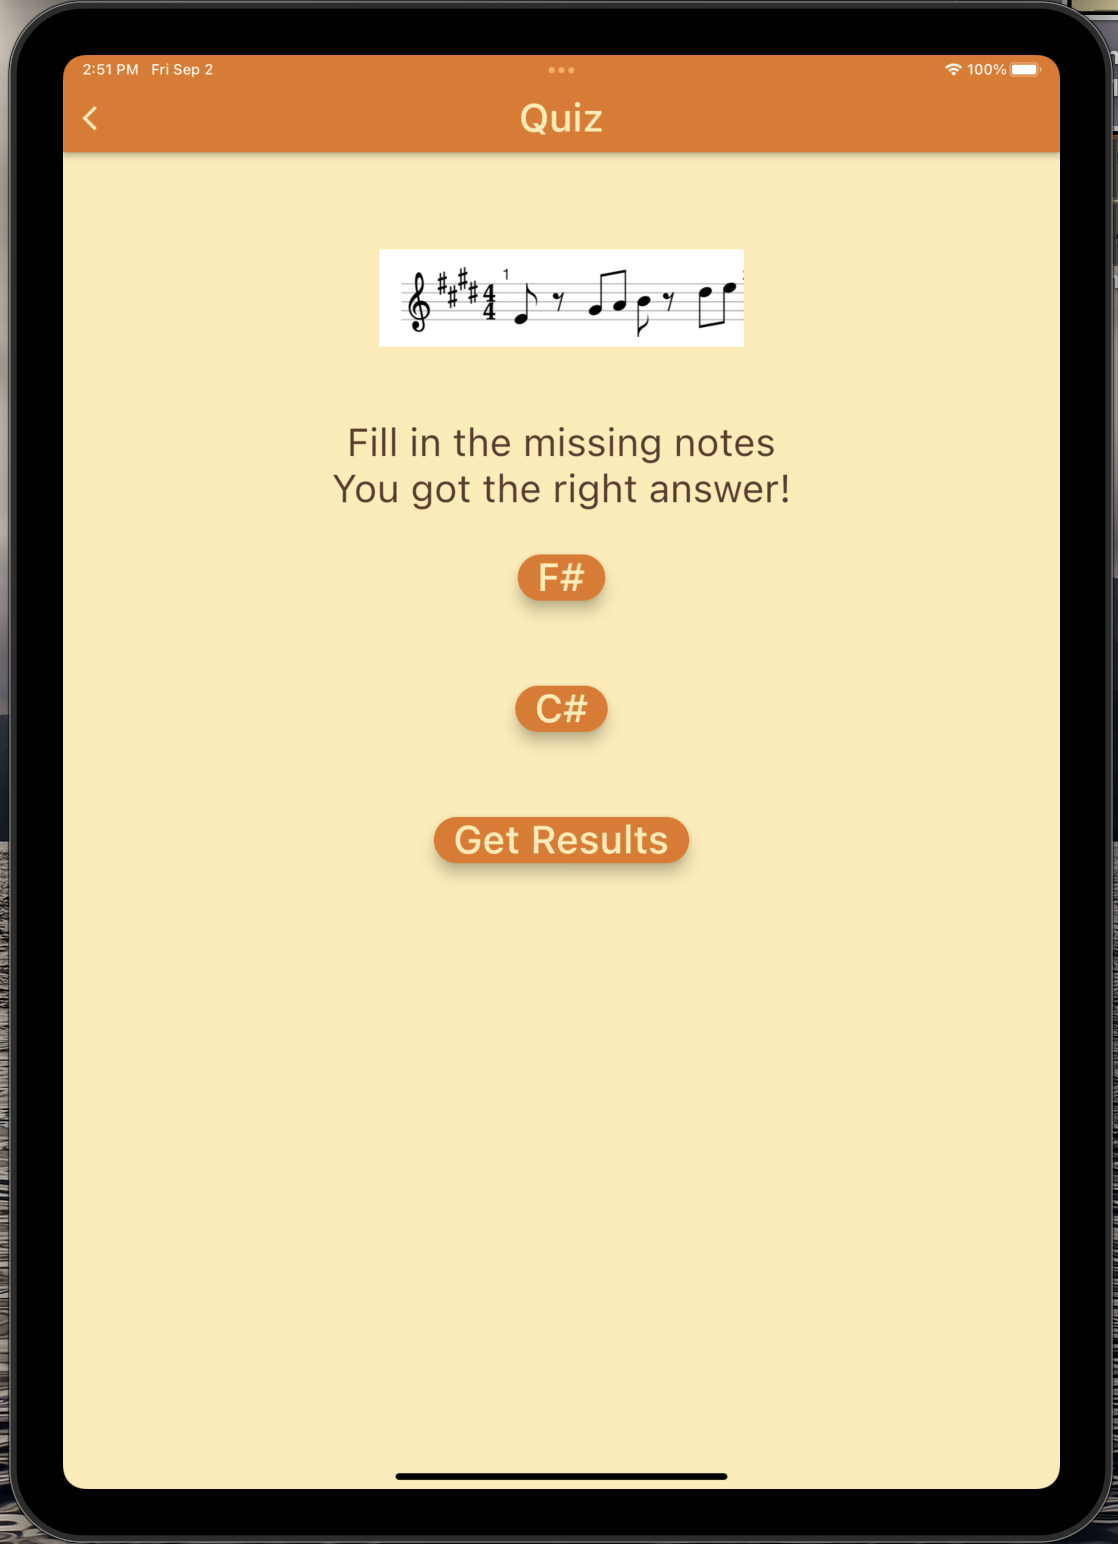 2:51 PM Fri Sep 2
100%
Quiz
4
4
1
Fill in the missing notes
You got the right answer!
F#
C#
Get Results